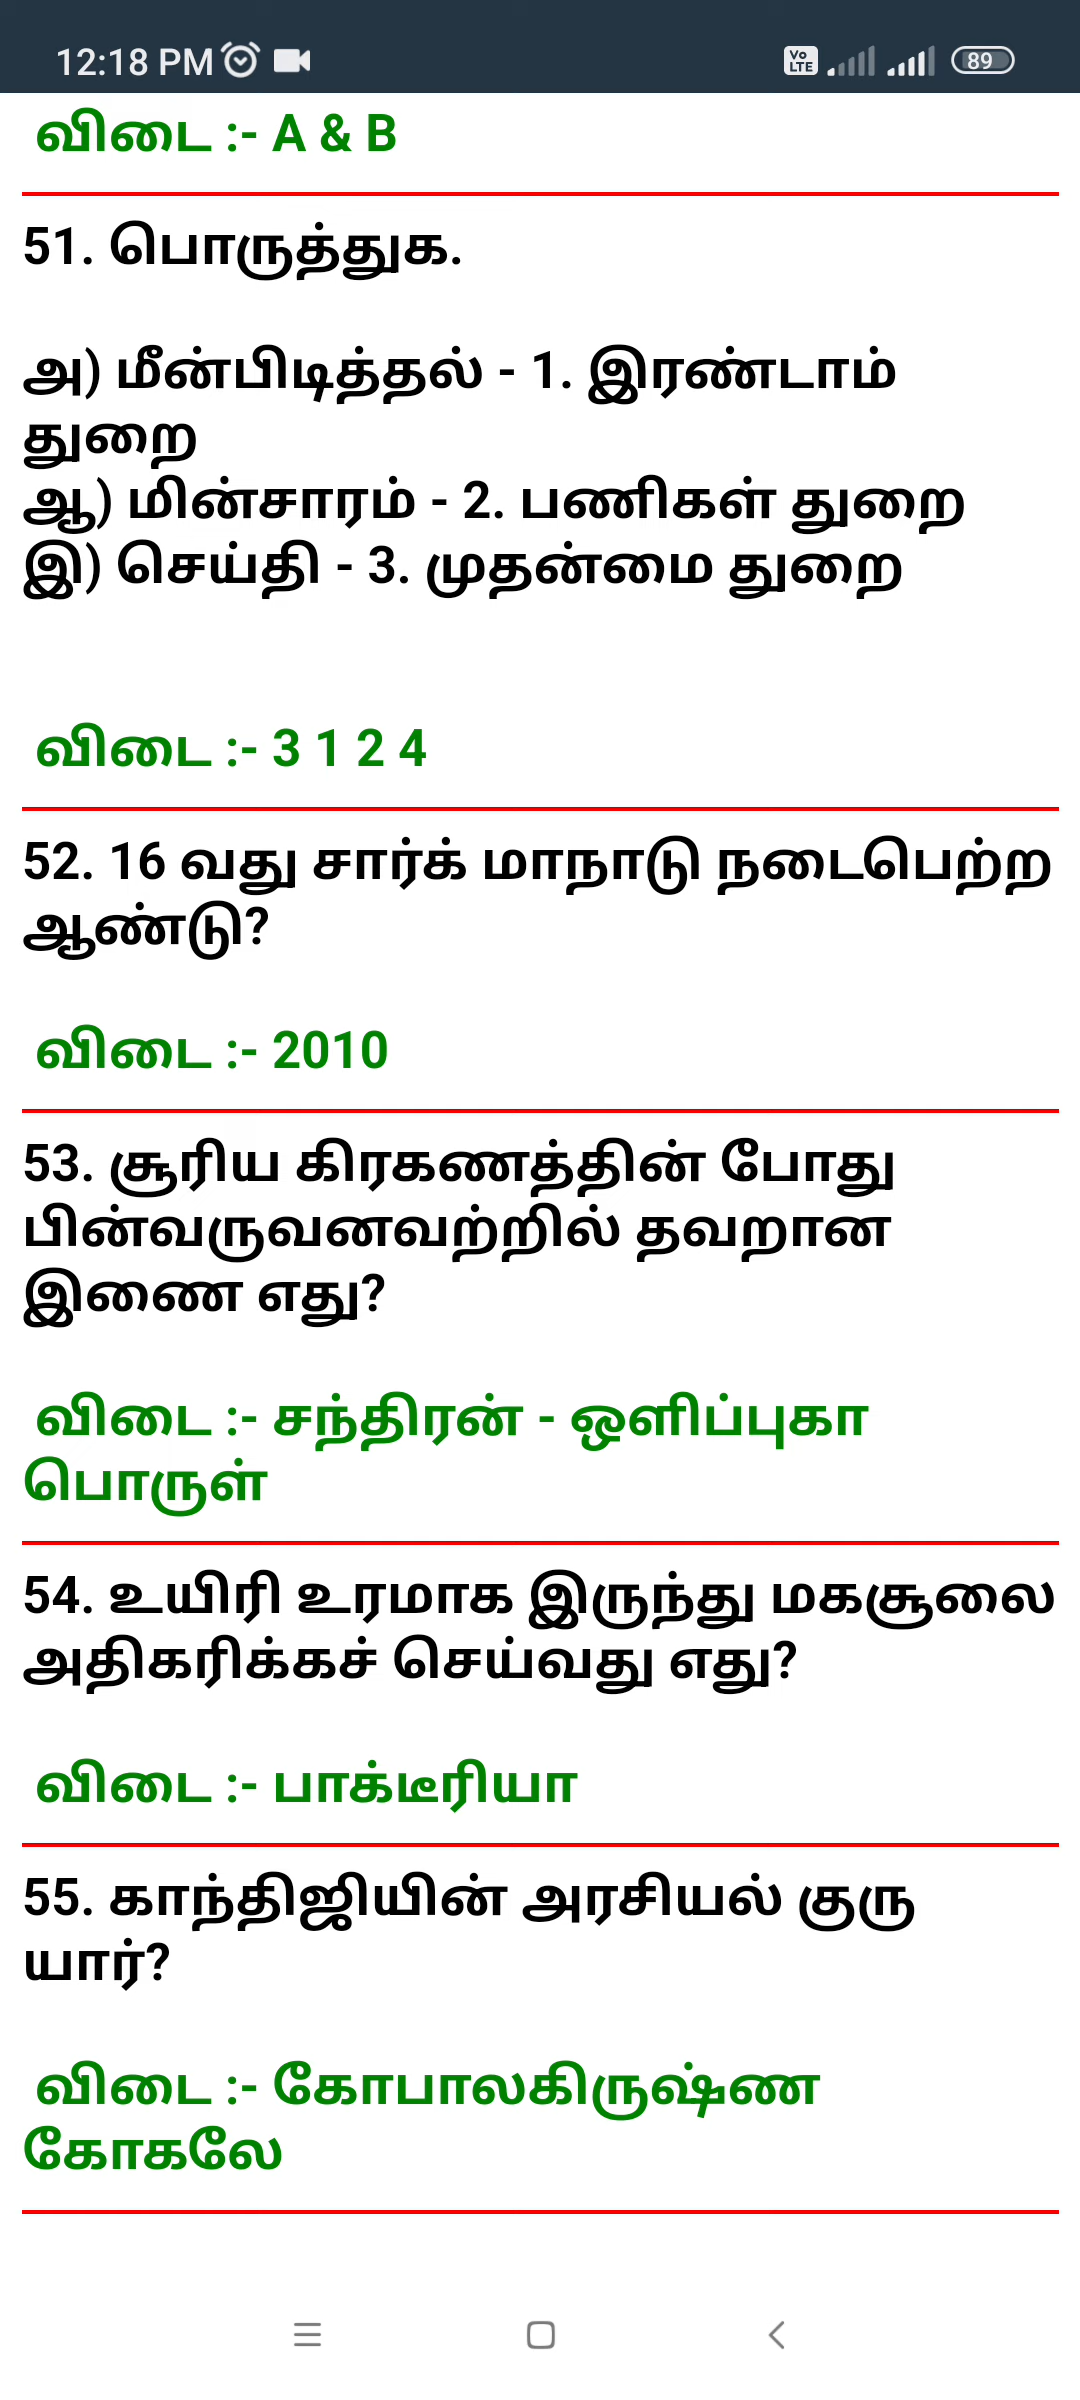 12:18 PM
Vo LTE
89
விடை :- A & B
51. பொருத்துக.
அ) மீன்பிடித்தல் - 1. இரண்டாம்
துறை
ஆ) மின்சாரம் - 2. பணிகள் துறை
இ) செய்தி - 3. முதன்மை துறை
விடை :- 3 1 2 4
52. 16 வது சார்க் மாநாடு நடைபெற்ற
ஆண்டு?
விடை :- 2010
53. சூரிய கிரகணத்தின் போது
பின்வருவனவற்றில் தவறான
இணை எது?
விடை :- சந்திரன் - ஒளிப்புகா
பொருள்
54. உயிரி உரமாக இருந்து மகசூலை
அதிகரிக்கச் செய்வது எது?
விடை :- பாக்டீரியா
55. காந்திஜியின் அரசியல் குரு
யார்?
விடை :- கோபாலகிருஷ்ண
கோகலே